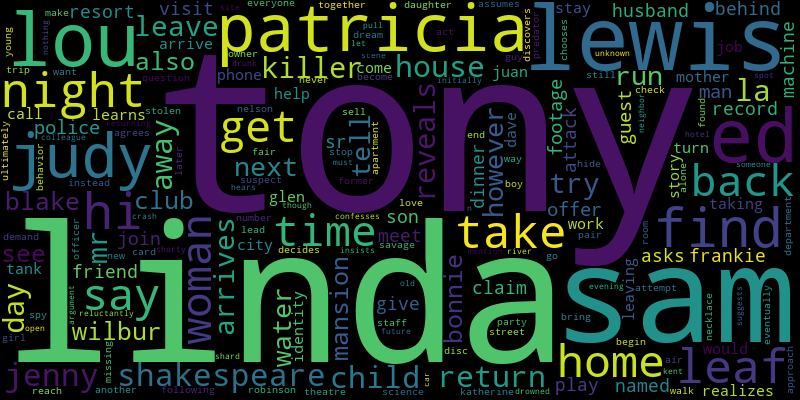 tony
linda
sam
lou
patricia
lewis
ed
judy
night
hi
get
take
find
back
home
leaf
say
time
woman
killer
house
leave
also
resort
visit
arrive
young
make
trip
want
call
learns
police
stolen
phone
away
next
club
blake
mr
join
see
tank
friend
day
spy
open
girl
wilbur
jenny
reach
another
shakespeare
following
missing
argument
reluctantly
officer
new
card
demand
crash
shorty
arrives
city
lead
number
decides
glen
son
though
confesses
hears
suspect
nelson
fair
help
owner
drunk
question
never
become
initially
everyone
together
daughter
assumes
pull
dream
let
scene
act
site
come
juan
guy
discovers
predator
chooses
behind
husband
stay
unknown
still
mother
check
man
job
machine
run
la
guest
record
turn
found
spot
hotel
alone
someone
story
neighbor
taking
department
asks
frankie
leaving
attempt
river
mention
room
suggests
necklace
eventually
evening
bring
would
begin
named
air
kent
walk
realizes
approach
play
work
offer
try
attack
footage
hide
boy
dave
way
end
however
dinner
must
former
reveals
tell
sr
stop
sell
apartment
love
meet
savage
insists
bonnie
claim
go
pair
old
give
staff
future
party
street
disc
car
katherine
drowned
science
child
return
theatre
robinson
shard
water
identity
mansion
behavior
colleague
agrees
instead
later
ultimately
nothing